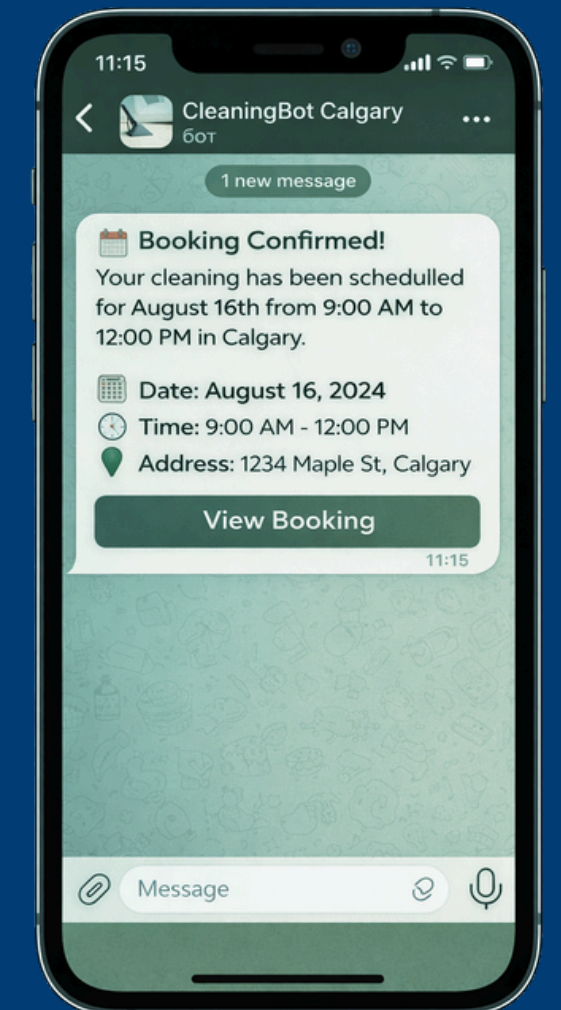 11:15
CleaningBot Calgary
бот
1 new message
Booking Confirmed!
Your cleaning has been schedulled
for August 16th from 9:00 AM to
12:00 PM in Calgary.
Date: August 16, 2024
Time: 9:00 AM - 12:00 PM
Address: 1234 Maple St, Calgary
View Booking
11:15
Message